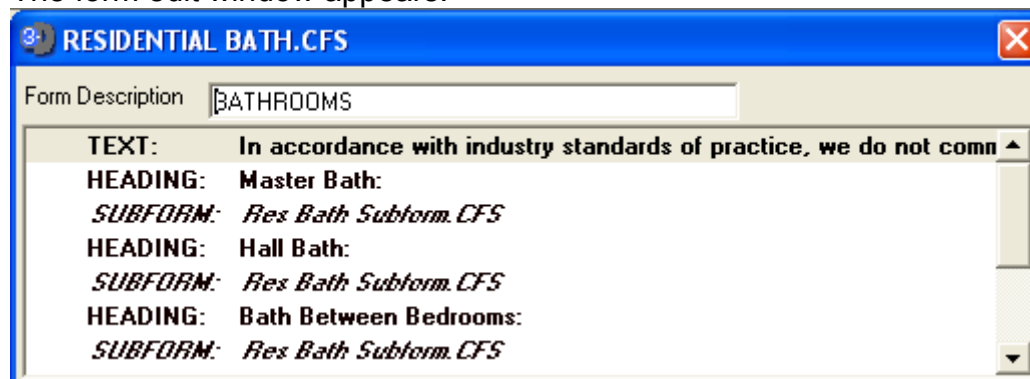 The form edit window appears.
3-D RESIDENTIAL BATH.CFS
Form Description BATHROOMS
TEXT: In accordance with industry standards of practice, we do not comm
HEADING: Master Bath:
SUBFORM: Res Bath Subform.CFS
HEADING: Hall Bath:
SUBFORM: Res Bath Subform.CFS
HEADING: Bath Between Bedrooms:
SUBFORM: Res Bath Subform.CFS